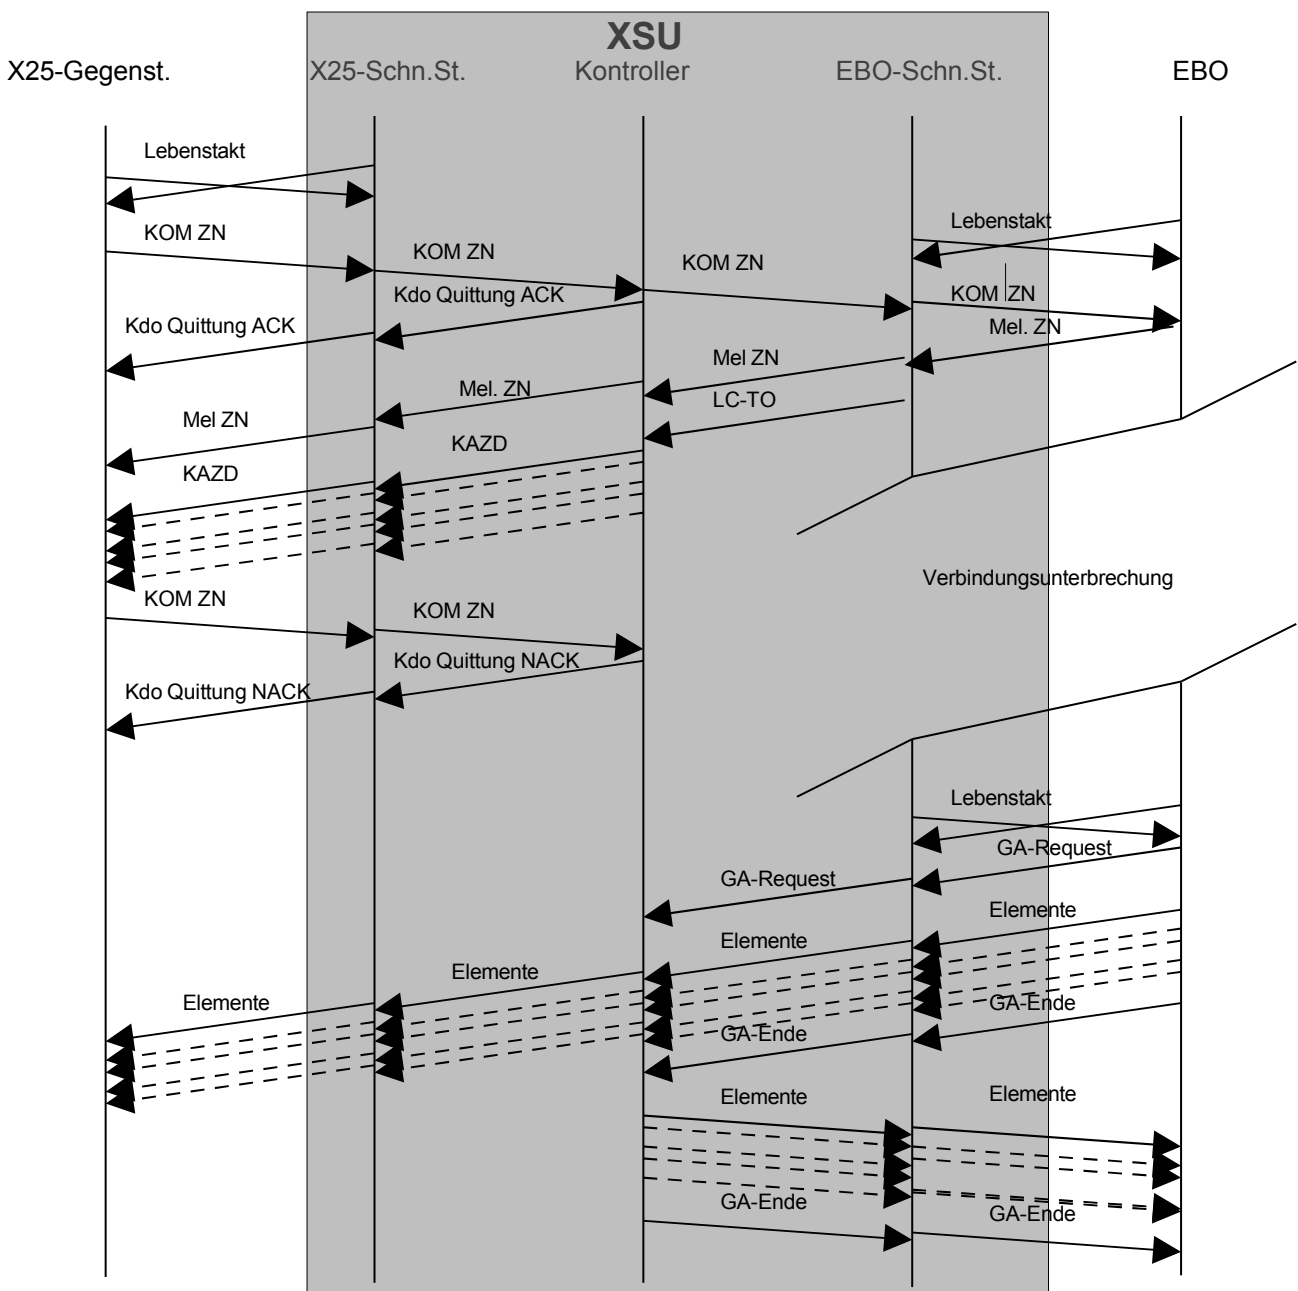 XSU
X25-Gegenst.
X25-Schn.St.
Kontroller
EBO-Schn.St.
EBO
Lebenstakt
Lebenstakt
KOM ZN
KOM ZN
KOM ZN
KOM ZN
Kdo Quittung ACK
Kdo Quittung ACK
Mel. ZN
Mel ZN
Mel. ZN
LC-TO
Mel ZN
KAZD
KAZD
Verbindungsunterbrechung
KOM ZN
KOM ZN
Kdo Quittung NACK
Kdo Quittung NACK
Lebenstakt
GA-Request
GA-Request
Elemente
Elemente
Elemente
Elemente
GA-Ende
GA-Ende
Elemente
Elemente
GA-Ende
GA-Ende